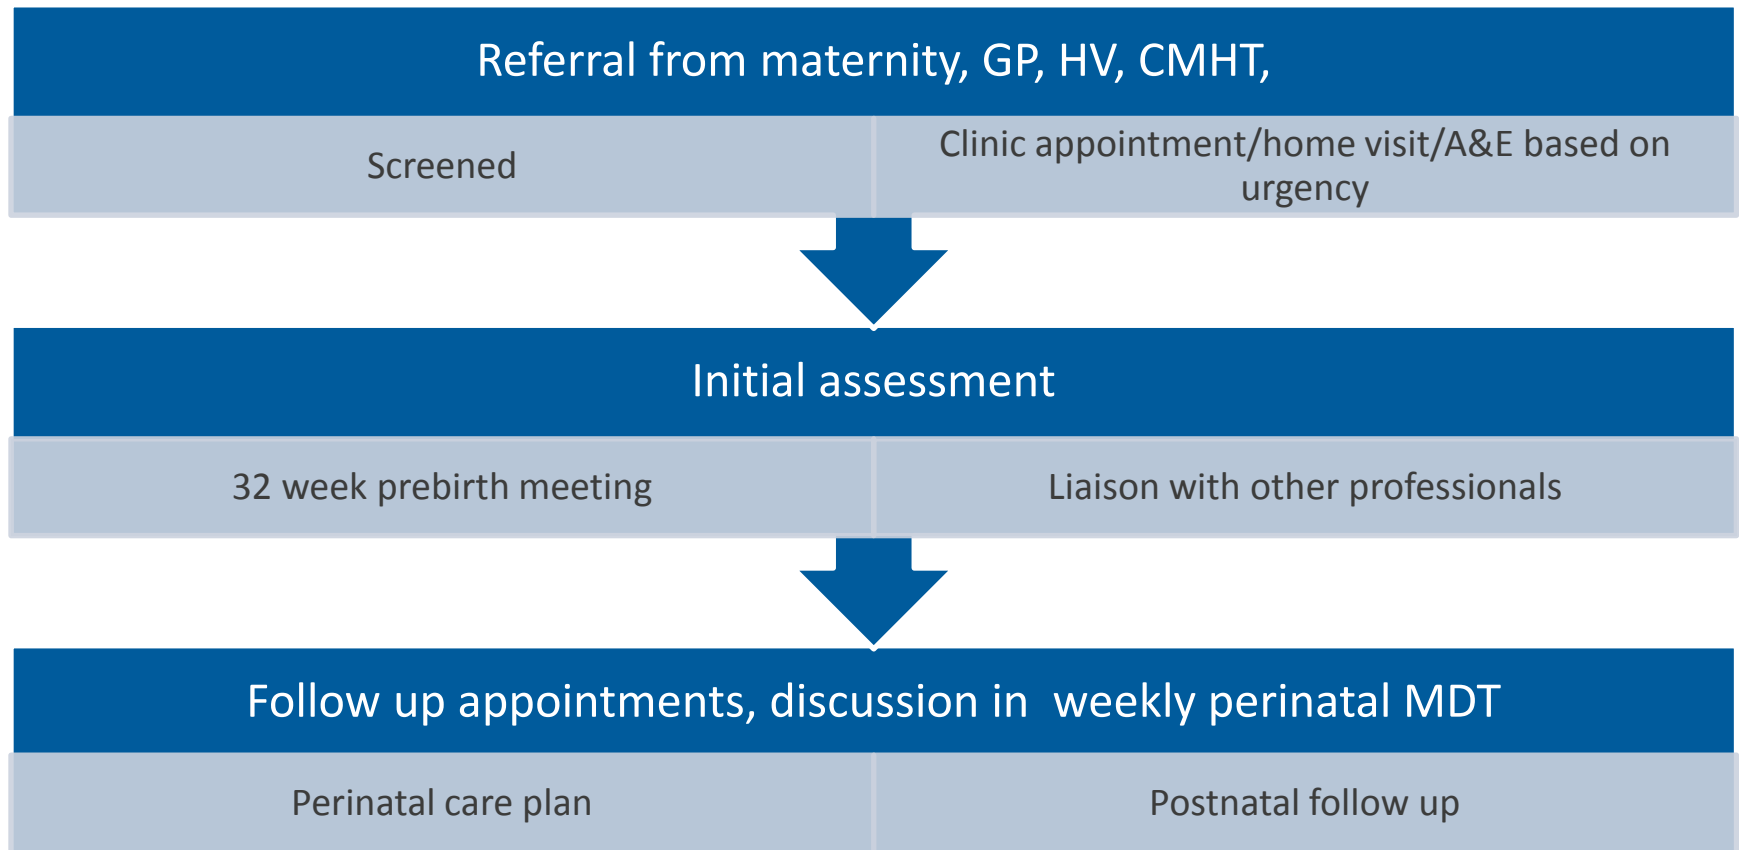 Referral from maternity, GP, HV, CMHT,
Screened
Clinic appointment/home visit/A&E based on
urgency
Initial assessment
32 week prebirth meeting
Liaison with other professionals
Follow up appointments, discussion in  weekly perinatal MDT
Perinatal care plan
Postnatal follow up